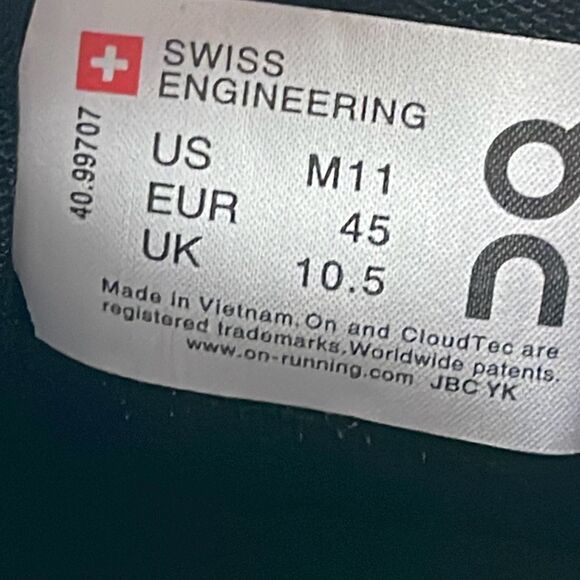 SWISS
ENGINEERING
40.99707
US M11
EUR 45
UK 10.5
Made in Vietnam. On and CloudTec are
registered trademarks. Worldwide patents.
www.on-running.com JBC YK
on